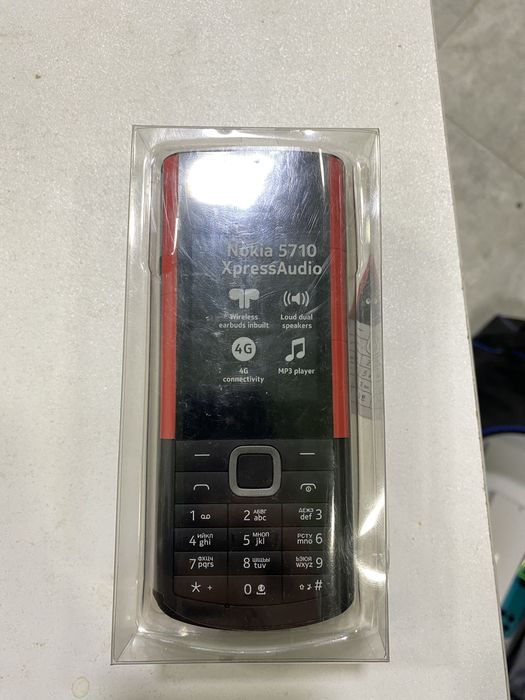 Nokia 5710
XpressAudio
Wireless
earbuds inbuilt
Loud dual
speakers
4G
4G
connectivity
MP3 player
1
2 абвг abc
дежз def 3
4 ийкл ghi
5 мноп jkl
рсту mno 6
7 фхцч pqrs
8 шщъы tuv
ьэюя wxyz 9
* +
0
#